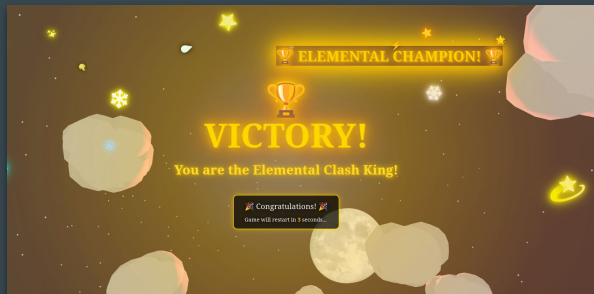 🏆 ELEMENTAL CHAMPION! 🏆
VICTORY!
You are the Elemental Clash King!
🎉 Congratulations! 🎉
Game will restart in 3 seconds...